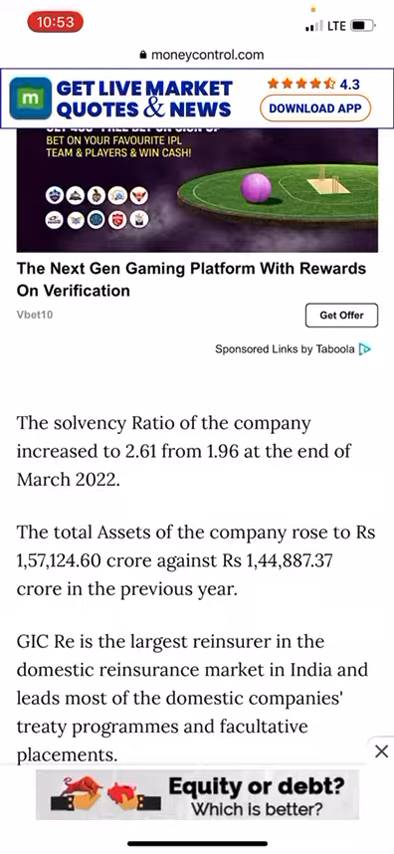 10:53
LTE
moneycontrol.com
m
GET LIVE MARKET
QUOTES & NEWS
4.3
DOWNLOAD APP
BET ON YOUR FAVOURITE IPL
TEAM & PLAYERS & WIN CASH!
The Next Gen Gaming Platform With Rewards
On Verification
Vbet10
Get Offer
Sponsored Links by Taboola
The solvency Ratio of the company
increased to 2.61 from 1.96 at the end of
March 2022.
The total Assets of the company rose to Rs
1,57,124.60 crore against Rs 1,44,887.37
crore in the previous year.
GIC Re is the largest reinsurer in the
domestic reinsurance market in India and
leads most of the domestic companies'
treaty programmes and facultative
placements.
Equity or debt?
Which is better?